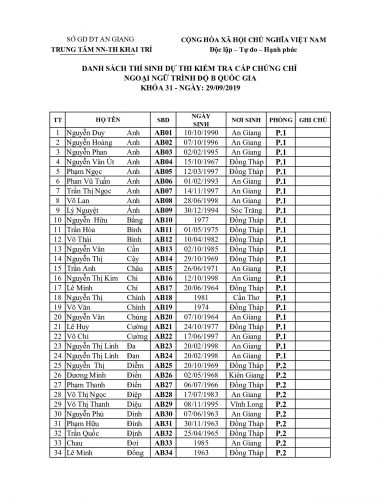 SỞ GD ĐT AN GIANG
TRUNG TÂM NN-TH KHAI TRÍ
CỘNG HÒA XÃ HỘI CHỦ NGHĨA VIỆT NAM
Độc lập – Tự do – Hạnh phúc
DANH SÁCH THÍ SINH DỰ THI KIỂM TRA CẤP CHỨNG CHỈ
NGOẠI NGỮ TRÌNH ĐỘ B QUỐC GIA
KHÓA 31 - NGÀY: 29/09/2019
TT HỌ TÊN SBD NGÀY SINH NƠI SINH PHÒNG GHI CHÚ
1 Nguyễn Duy Anh AB01 10/10/1990 An Giang P.1
2 Nguyễn Hoàng Anh AB02 07/10/1996 An Giang P.1
3 Nguyễn Phan Anh AB03 02/02/1995 An Giang P.1
4 Nguyễn Văn Út Anh AB04 15/10/1967 Đồng Tháp P.1
5 Phạm Ngọc Anh AB05 12/03/1997 Đồng Tháp P.1
6 Phan Vũ Tuấn Anh AB06 01/02/1993 An Giang P.1
7 Trần Thị Ngọc Anh AB07 14/11/1997 An Giang P.1
8 Võ Lan Anh AB08 28/06/1998 An Giang P.1
9 Lý Nguyệt Anh AB09 30/12/1994 Sóc Trăng P.1
10 Nguyễn Hữu Bằng AB10 1977 Đồng Tháp P.1
11 Trần Hòa Bình AB11 01/05/1975 Đồng Tháp P.1
12 Võ Thái Bình AB12 10/04/1982 Đồng Tháp P.1
13 Nguyễn Văn Cần AB13 02/10/1985 Đồng Tháp P.1
14 Nguyễn Thị Cậy AB14 29/10/1969 Đồng Tháp P.1
15 Trần Anh Châu AB15 26/06/1971 An Giang P.1
16 Nguyễn Thị Kim Chi AB16 12/10/1998 An Giang P.1
17 Lê Minh Chí AB17 20/06/1964 Đồng Tháp P.1
18 Nguyễn Thị Chính AB18 1981 Cần Thơ P.1
19 Võ Văn Chính AB19 1974 Đồng Tháp P.1
20 Nguyễn Văn Chúng AB20 07/10/1964 An Giang P.1
21 Lê Huy Cường AB21 24/10/1977 Đồng Tháp P.1
22 Võ Chí Cường AB22 17/06/1997 An Giang P.1
23 Nguyễn Thị Linh Đa AB23 20/02/1998 An Giang P.1
24 Nguyễn Thị Linh Đan AB24 20/02/1998 An Giang P.1
25 Nguyễn Thị Diễm AB25 20/10/1969 Đồng Tháp P.2
26 Dương Minh Diễn AB26 02/05/1968 Kiên Giang P.2
27 Phạm Thanh Điền AB27 06/07/1966 Đồng Tháp P.2
28 Võ Thị Ngọc Điệp AB28 17/07/1983 An Giang P.2
29 Võ Thị Thanh Diệu AB29 08/11/1995 Vĩnh Long P.2
30 Nguyễn Phú Dinh AB30 07/06/1963 An Giang P.2
31 Phạm Hữu Đính AB31 30/11/1963 Đồng Tháp P.2
32 Trần Quốc Định AB32 25/04/1965 Đồng Tháp P.2
33 Chau Đơi AB33 1985 An Giang P.2
34 Lê Minh Đồng AB34 1963 Đồng Tháp P.2